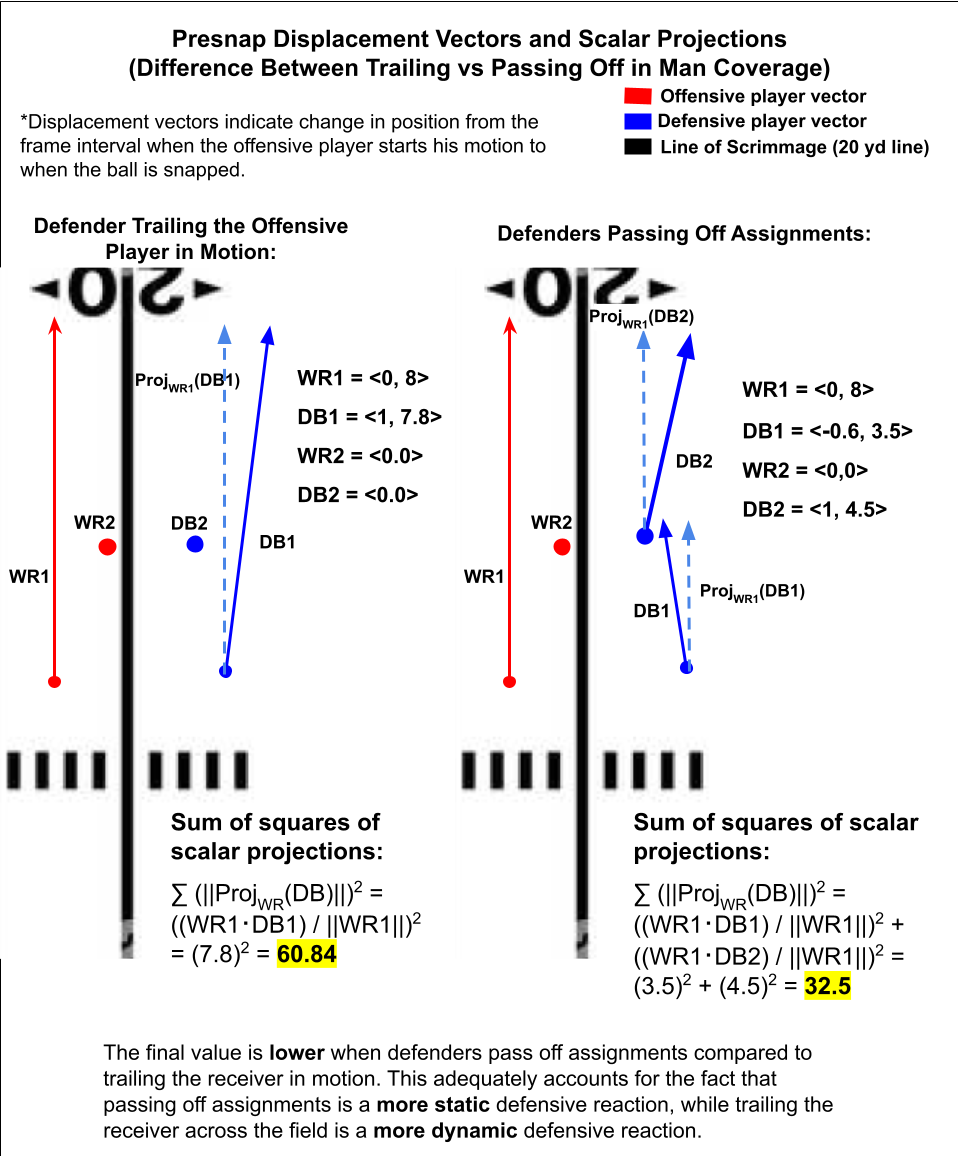 Presnap Displacement Vectors and Scalar Projections
(Difference Between Trailing vs Passing Off in Man Coverage)
Offensive player vector
Defensive player vector
Line of Scrimmage (20 yd line)
*Displacement vectors indicate change in position from the
frame interval when the offensive player starts his motion to
when the ball is snapped.
Defender Trailing the Offensive
Player in Motion:
0 2
Proj_WR1(DB1)
WR1 = <0, 8>
DB1 = <1, 7.8>
WR2 = <0.0>
DB2 = <0.0>
WR2
DB2
DB1
WR1
Sum of squares of
scalar projections:
∑ (||Proj_WR(DB)||)² =
((WR1·DB1) / ||WR1||)²
= (7.8)² = 60.84
Defenders Passing Off Assignments:
0 2
Proj_WR1(DB2)
WR1 = <0, 8>
DB1 = <-0.6, 3.5>
WR2 = <0,0>
DB2 = <1, 4.5>
DB2
WR2
WR1
Proj_WR1(DB1)
DB1
Sum of squares of scalar
projections:
∑ (||Proj_WR(DB)||)² =
((WR1·DB1) / ||WR1||)² +
((WR1·DB2) / ||WR1||)² =
(3.5)² + (4.5)² = 32.5
The final value is lower when defenders pass off assignments compared to
trailing the receiver in motion. This adequately accounts for the fact that
passing off assignments is a more static defensive reaction, while trailing the
receiver across the field is a more dynamic defensive reaction.